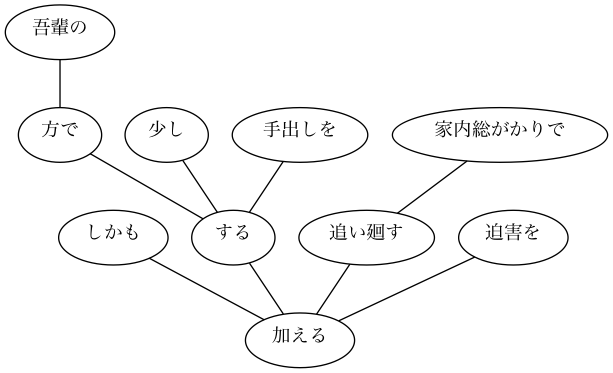 吾輩の
方で
少し
手出しを
家内総がかりで
しかも
する
追い廻す
迫害を
加える